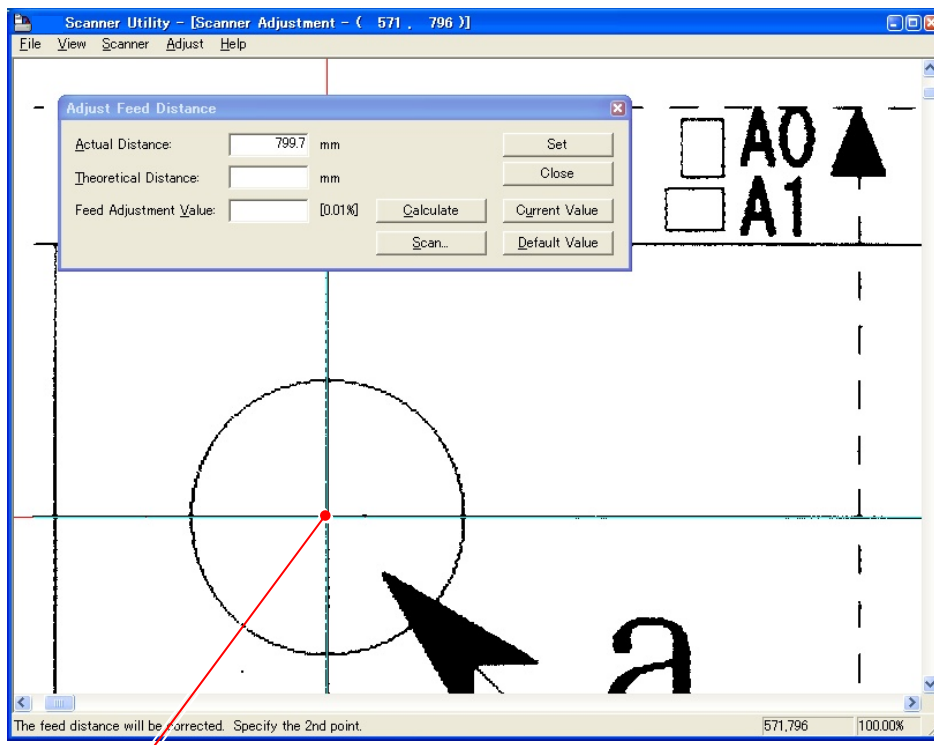 Scanner Utility - [Scanner Adjustment - ( 571 , 796 )]
File View Scanner Adjust Help
Adjust Feed Distance
Actual Distance: 799.7 mm Set
Theoretical Distance: mm Close
Feed Adjustment Value: [0.01%] Calculate Current Value
Scan... Default Value
A0
A1
a
The feed distance will be corrected. Specify the 2nd point. 571,796 100.00%